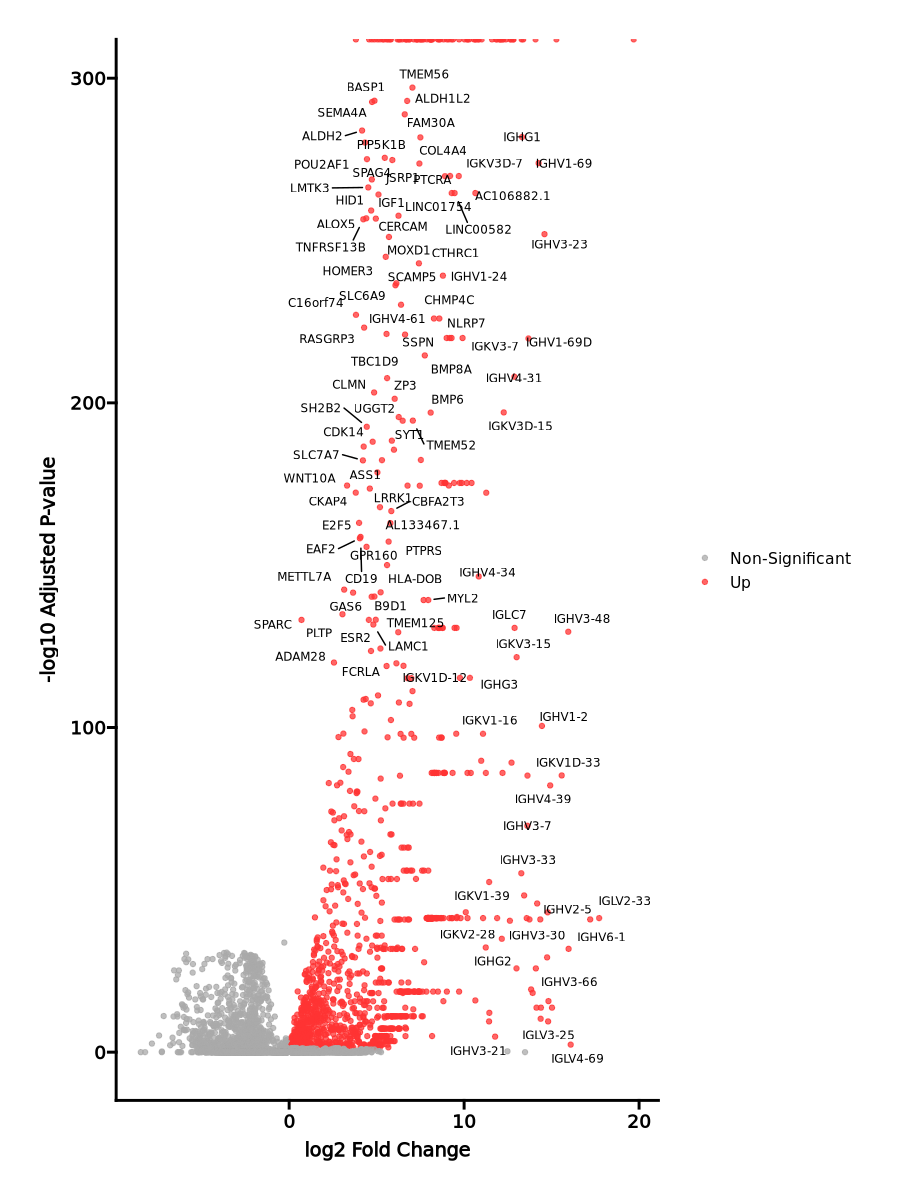 TMEM56
BASP1
ALDH1L2
SEMA4A
FAM30A
ALDH2
IGHG1
PIP5K1B
COL4A4
POU2AF1
IGKV3D-7
IGHV1-69
SPAG4
JSRP1
PTCRA
LMTK3
AC106882.1
HID1
IGF1
LINC01754
ALOX5
CERCAM
LINC00582
TNFRSF13B
IGHV3-23
MOXD1
CTHRC1
HOMER3
SCAMP5
IGHV1-24
C16orf74
SLC6A9
CHMP4C
IGHV4-61
NLRP7
RASGRP3
SSPN
IGKV3-7
IGHV1-69D
TBC1D9
BMP8A
CLMN
ZP3
IGHV4-31
SH2B2
UGGT2
BMP6
CDK14
SYT1
IGKV3D-15
SLC7A7
TMEM52
WNT10A
ASS1
CKAP4
LRRK1
CBFA2T3
E2F5
AL133467.1
EAF2
GPR160
PTPRS
METTL7A
CD19
HLA-DOB
IGHV4-34
GAS6
B9D1
MYL2
SPARC
PLTP
ESR2
TMEM125
IGLC7
IGHV3-48
ADAM28
LAMC1
IGKV3-15
FCRLA
IGKV1D-12
IGHG3
IGKV1-16
IGHV1-2
IGKV1D-33
IGHV4-39
IGHV3-7
IGHV3-33
IGKV1-39
IGHV2-5
IGLV2-33
IGKV2-28
IGHV3-30
IGHV6-1
IGHG2
IGHV3-66
IGHV3-21
IGLV3-25
IGLV4-69
300
200
100
0
0
10
20
log2 Fold Change
-log10 Adjusted P-value
Non-Significant
Up